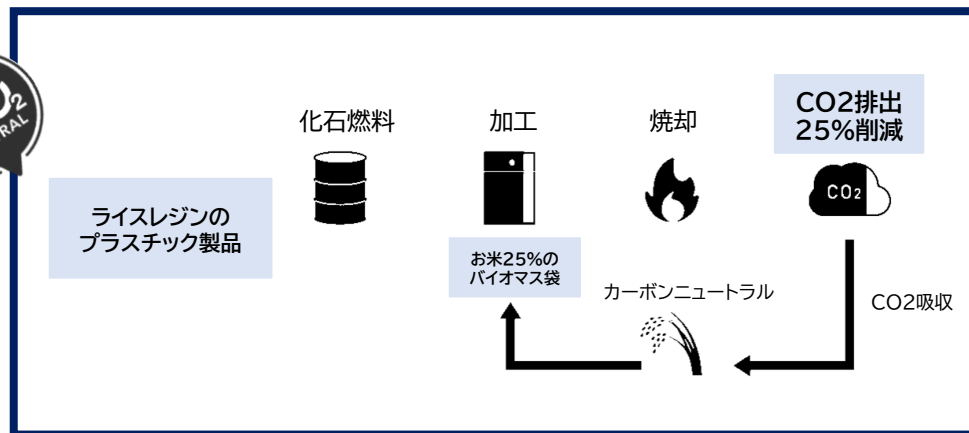 化石燃料
加工
焼却
CO2排出
25%削減
CO₂
ライスレジンの
プラスチック製品
お米25%の
バイオマス袋
カーボンニュートラル
CO2吸収